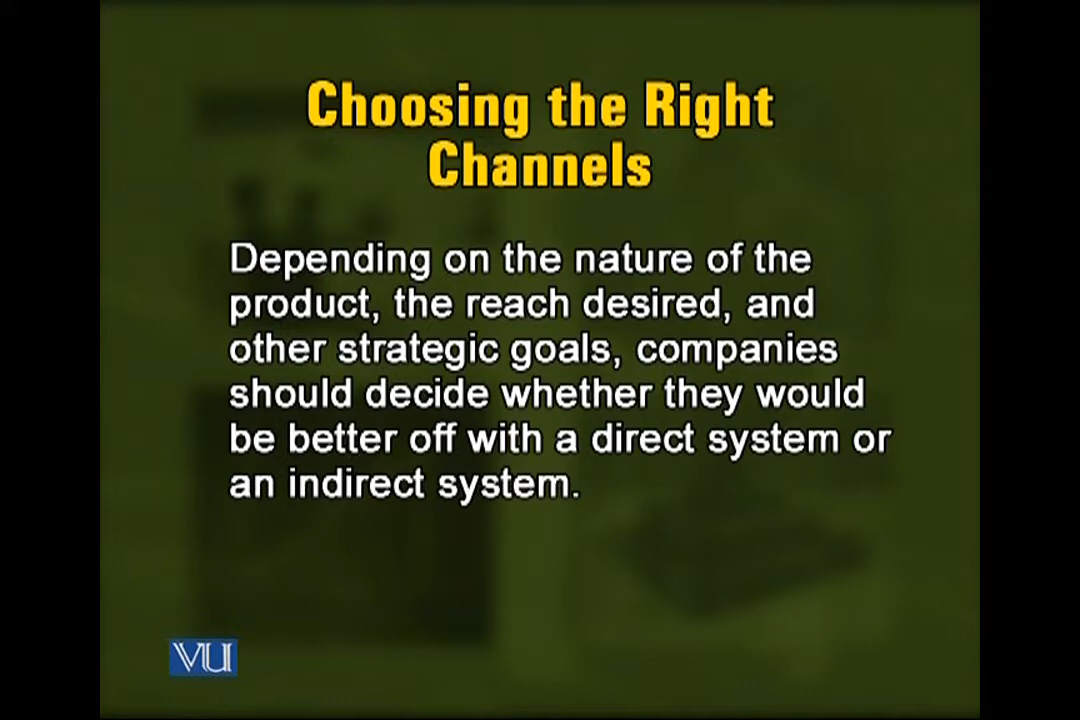 Choosing the Right
Channels
Depending on the nature of the
product, the reach desired, and
other strategic goals, companies
should decide whether they would
be better off with a direct system or
an indirect system.
VU